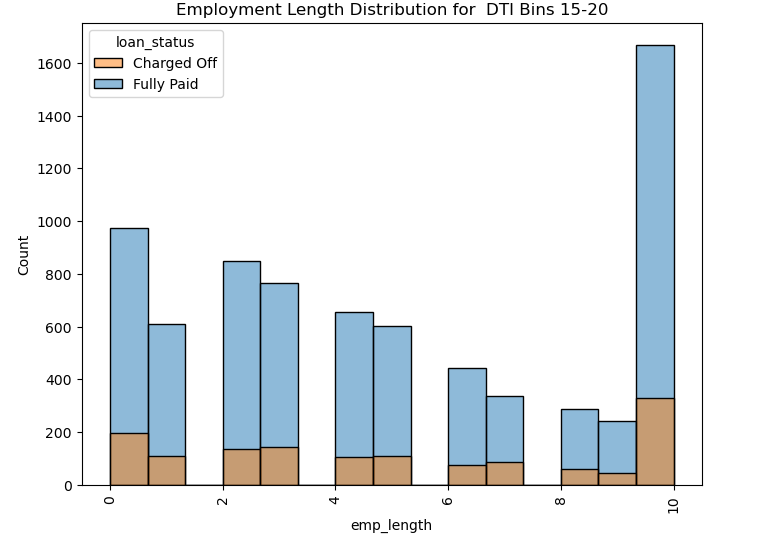 Employment Length Distribution for  DTI Bins 15-20
loan_status
Charged Off
Fully Paid
Count
1600
1400
1200
1000
800
600
400
200
0
0
2
4
6
8
10
emp_length